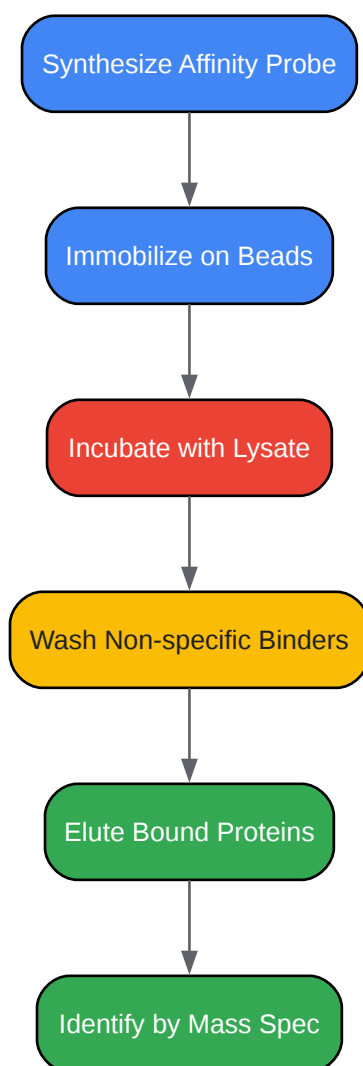 Synthesize Affinity Probe
Immobilize on Beads
Incubate with Lysate
Wash Non-specific Binders
Elute Bound Proteins
Identify by Mass Spec